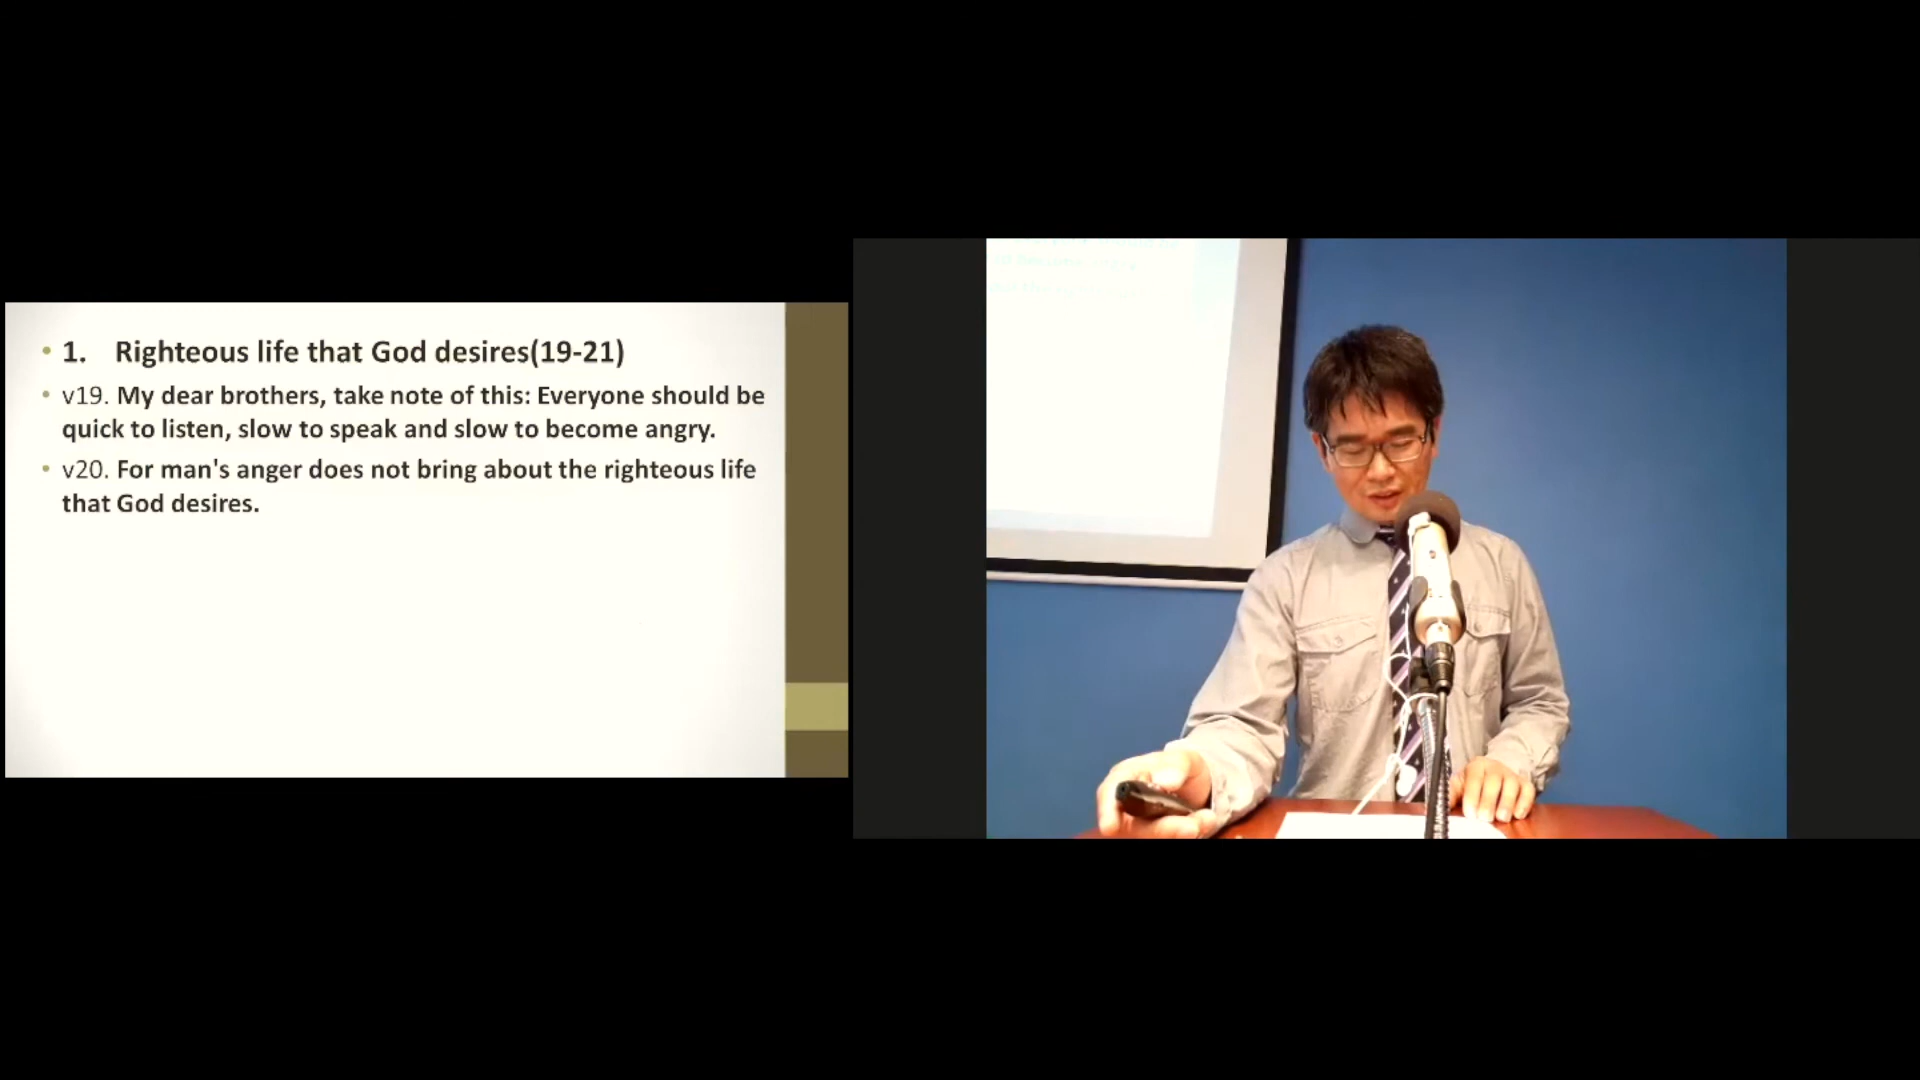 • 1. Righteous life that God desires(19-21)
• v19. My dear brothers, take note of this: Everyone should be
quick to listen, slow to speak and slow to become angry.
• v20. For man's anger does not bring about the righteous life
that God desires.